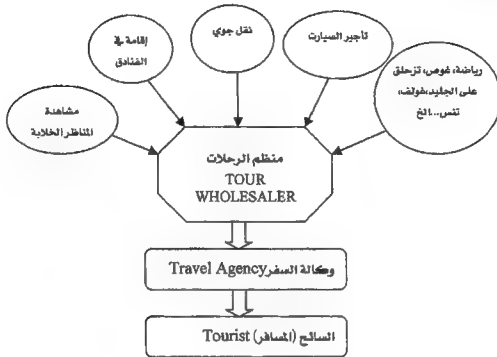 نقل جوي
تأجير السيارت
إقامة في
الفنادق
رياضة، غوص، تزحلق
على الجليد،غولف،
تنس...الخ
مشاهدة
المناظر الخلابة
منظم الرحلات
TOUR
WHOLESALER
وكالة السفر Travel Agency
السائح (المسافر) Tourist